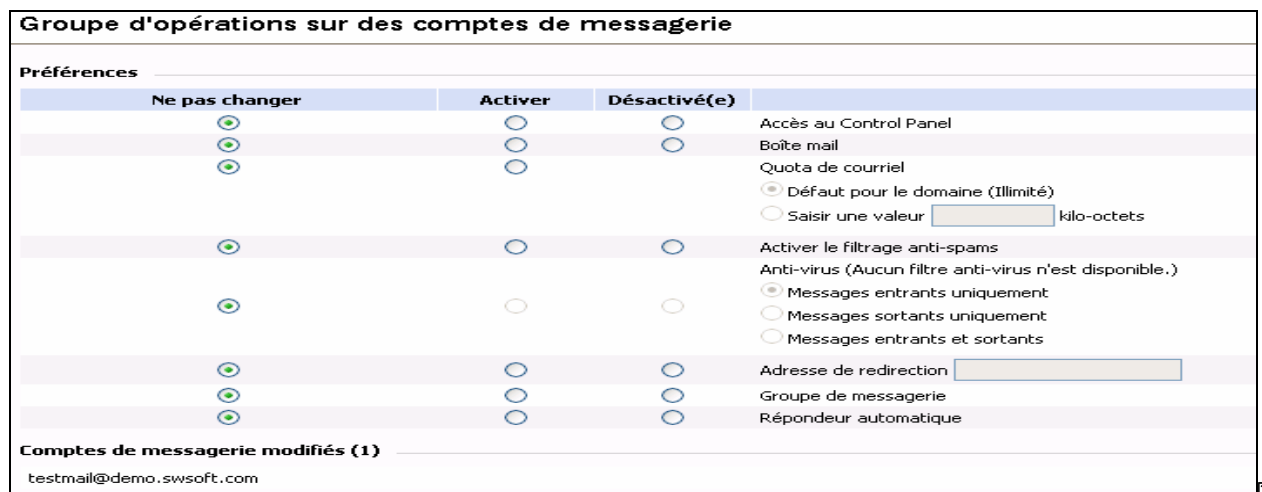 Groupe d'opérations sur des comptes de messagerie
Préférences
Ne pas changer Activer Désactivé(e)
Accès au Control Panel
Boîte mail
Quota de courriel
Défaut pour le domaine (Illimité)
Saisir une valeur kilo-octets
Activer le filtrage anti-spams
Anti-virus (Aucun filtre anti-virus n'est disponible.)
Messages entrants uniquement
Messages sortants uniquement
Messages entrants et sortants
Adresse de redirection
Groupe de messagerie
Répondeur automatique
Comptes de messagerie modifiés (1)
testmail@demo.swsoft.com